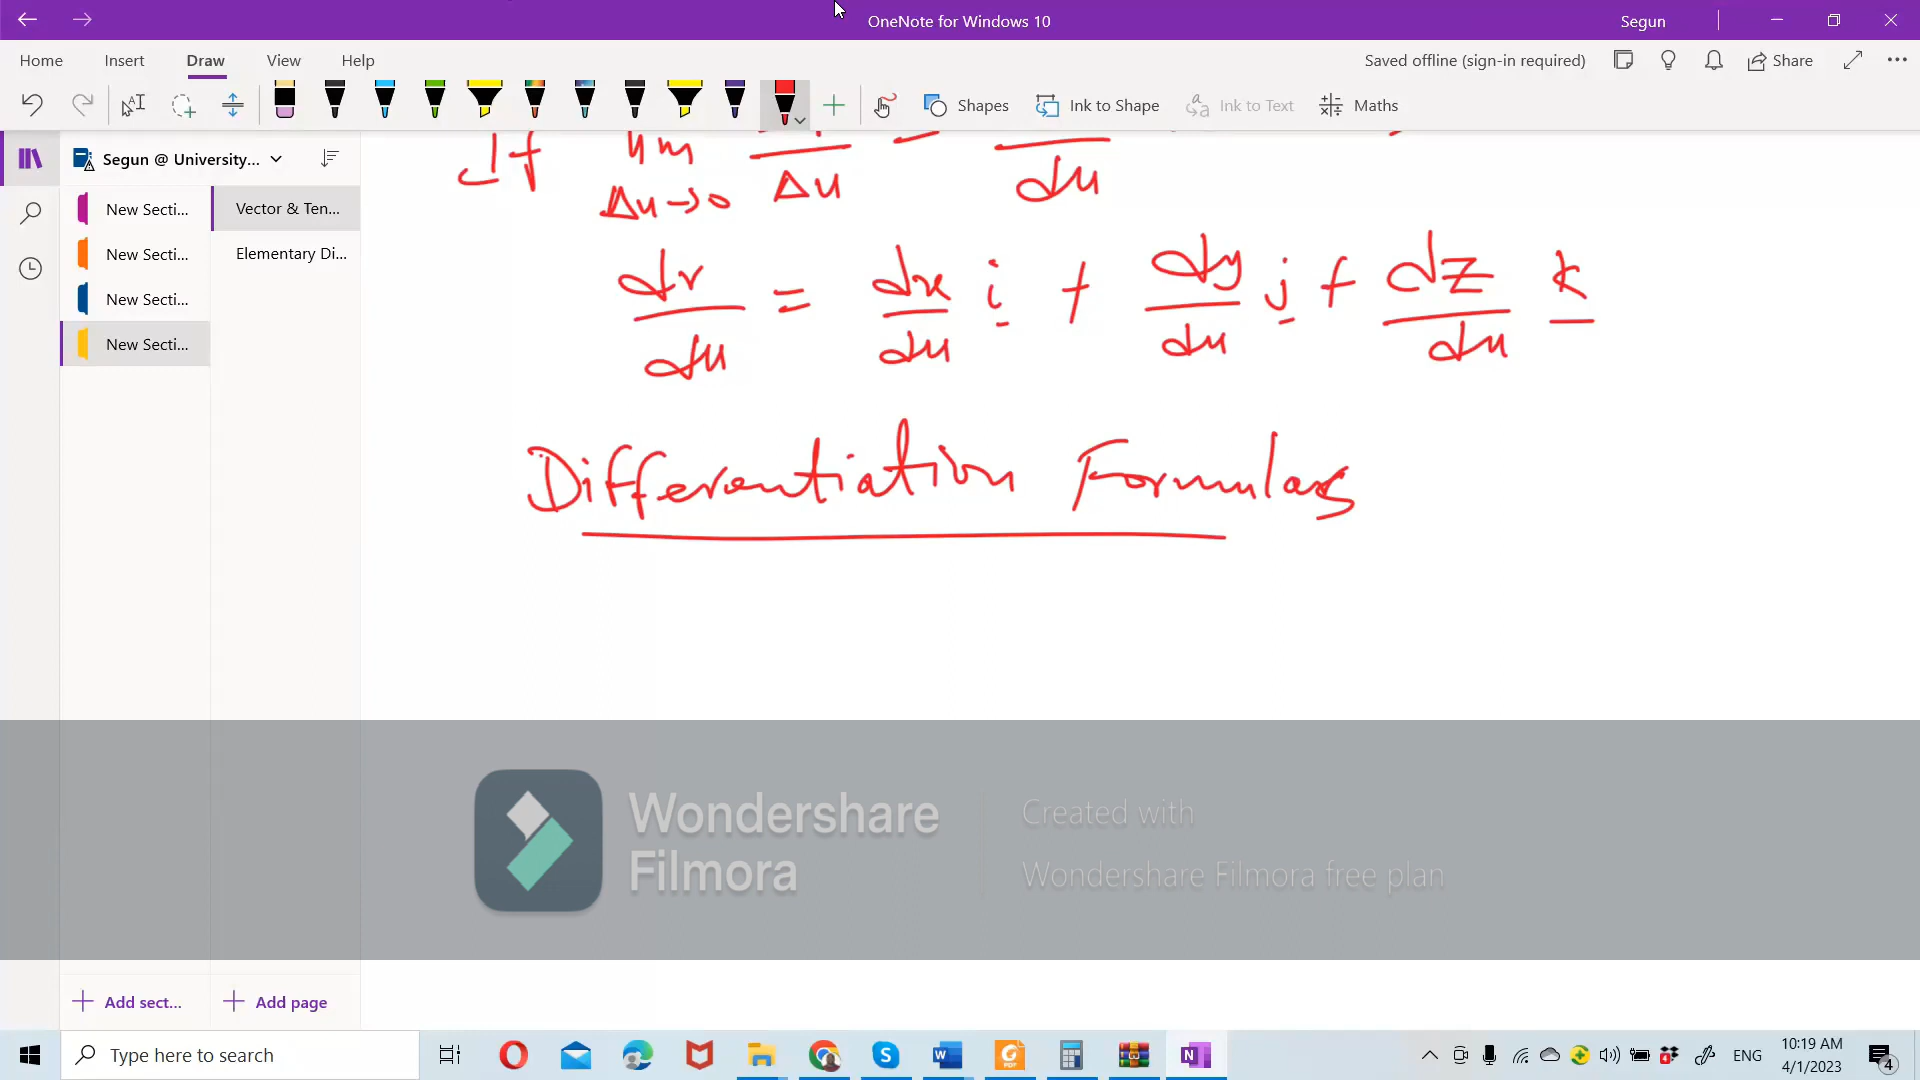 OneNote for Windows 10
Segun
Home Insert Draw View Help
Saved offline (sign-in required)
Share
Shapes
Ink to Shape
Ink to Text
Maths
Segun @ University...
New Secti...
New Secti...
New Secti...
New Secti...
Vector & Ten...
Elementary Di...
If lim
Δu→0 Δu du
dr/du = dx/du i + dy/du j + dz/du k
Differentiation Formulas
Wondershare
Filmora
Created with
Wondershare Filmora free plan
Add sect...
Add page
Type here to search
ENG
10:19 AM
4/1/2023
4